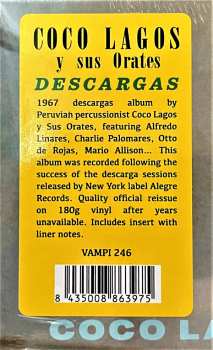 COCO LAGOS
y sus Orates
DESCARGAS
1967 descargas album by
Peruvian percussionist Coco Lagos
y Sus Orates, featuring Alfredo
Linares, Charlie Palomares, Otto
de Rojas, Mario Allison... This
album was recorded following the
success of the descarga sessions
released by New York label Alegre
Records. Quality official reissue
on 180g vinyl after years
unavailable. Includes insert with
liner notes.
VAMPI 246
8 435008 863975
COCO LA